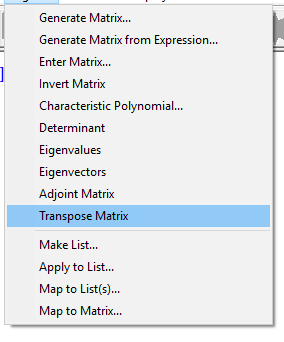 Generate Matrix...
Generate Matrix from Expression...
Enter Matrix...
Invert Matrix
Characteristic Polynomial...
Determinant
Eigenvalues
Eigenvectors
Adjoint Matrix
Transpose Matrix
Make List...
Apply to List...
Map to List(s)...
Map to Matrix...